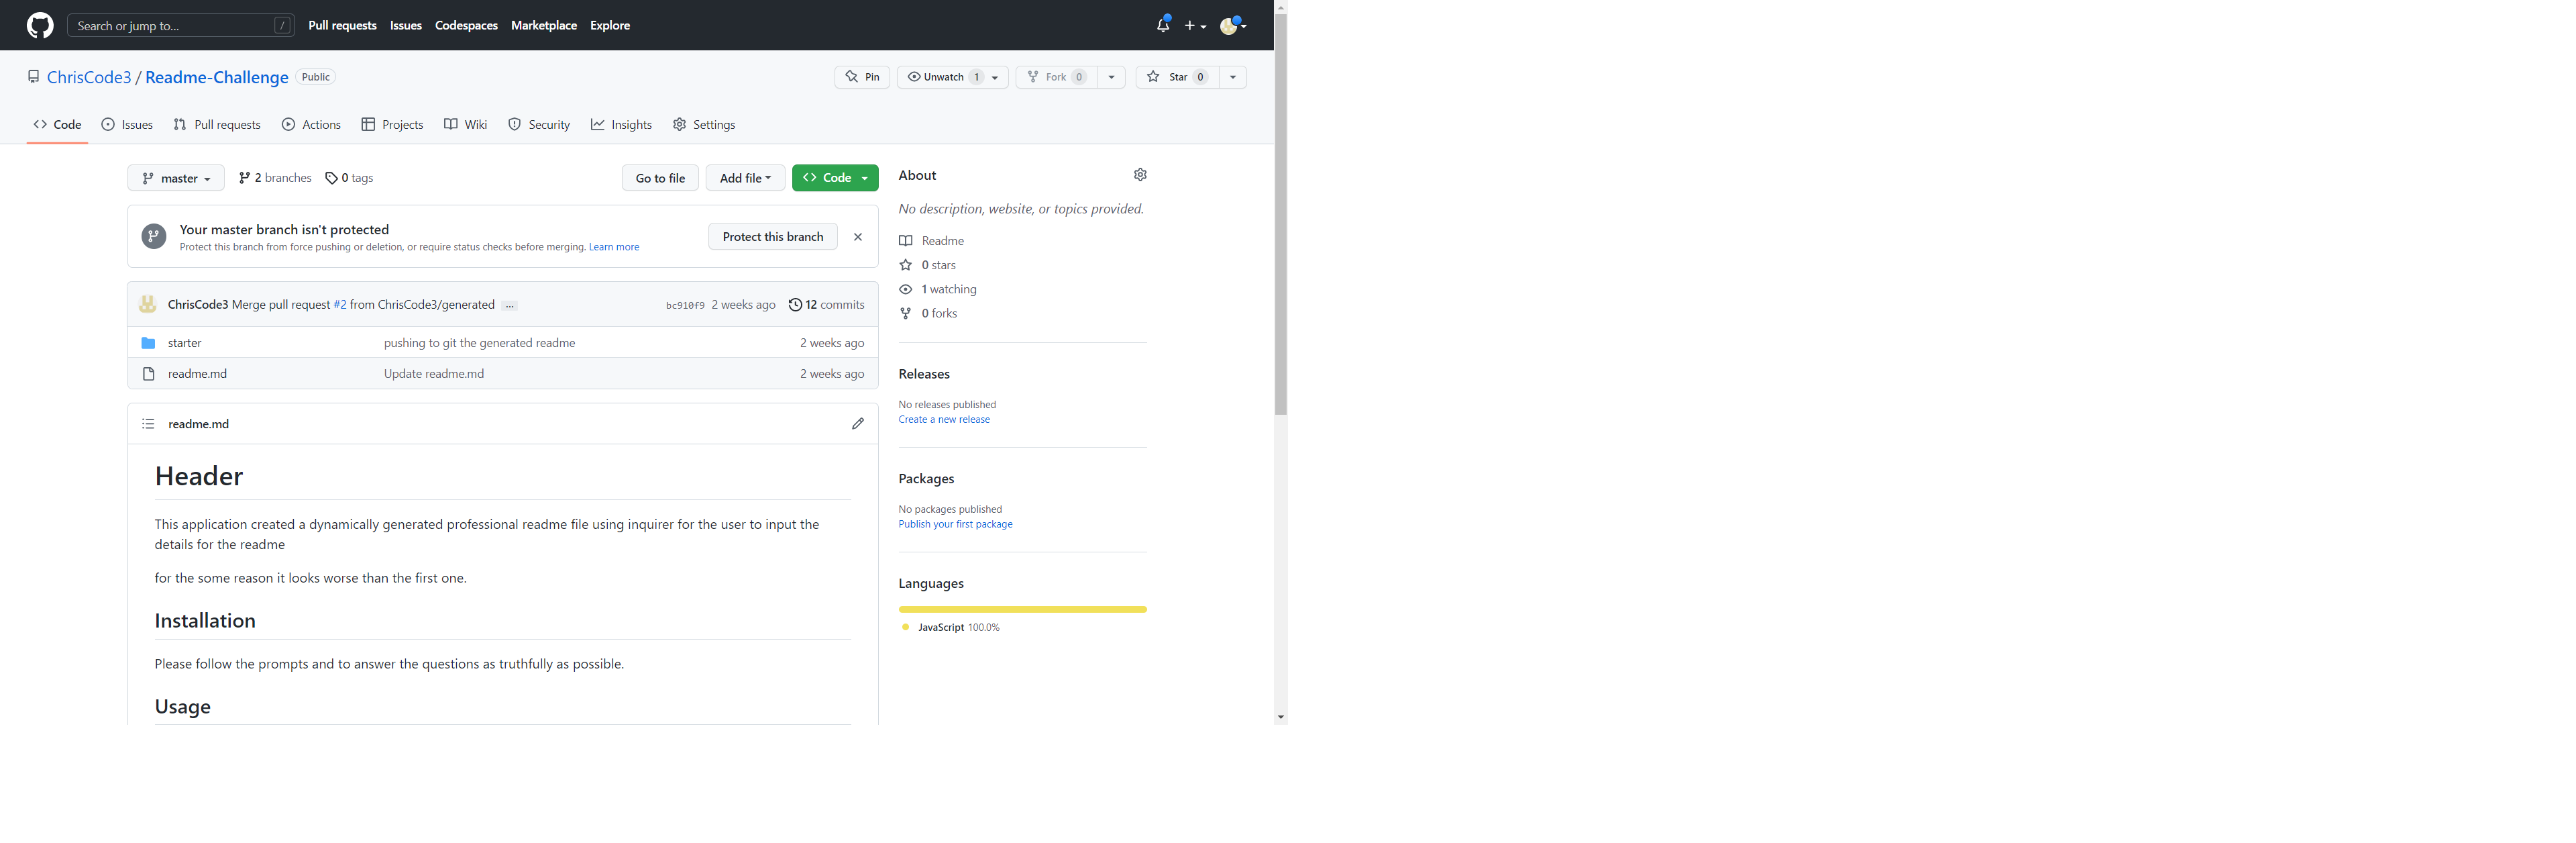 Search or jump to... /
Pull requests Issues Codespaces Marketplace Explore
ChrisCode3 / Readme-Challenge Public
Pin Unwatch 1 Fork 0 Star 0
Code Issues Pull requests Actions Projects Wiki Security Insights Settings
master 2 branches 0 tags Go to file Add file Code
Your master branch isn't protected
Protect this branch from force pushing or deletion, or require status checks before merging. Learn more
Protect this branch
ChrisCode3 Merge pull request #2 from ChrisCode3/generated ... bc910f9 2 weeks ago 12 commits
starter pushing to git the generated readme 2 weeks ago
readme.md Update readme.md 2 weeks ago
readme.md
Header
This application created a dynamically generated professional readme file using inquirer for the user to input the
details for the readme
for the some reason it looks worse than the first one.
Installation
Please follow the prompts and to answer the questions as truthfully as possible.
Usage
About
No description, website, or topics provided.
Readme
0 stars
1 watching
0 forks
Releases
No releases published
Create a new release
Packages
No packages published
Publish your first package
Languages
JavaScript 100.0%